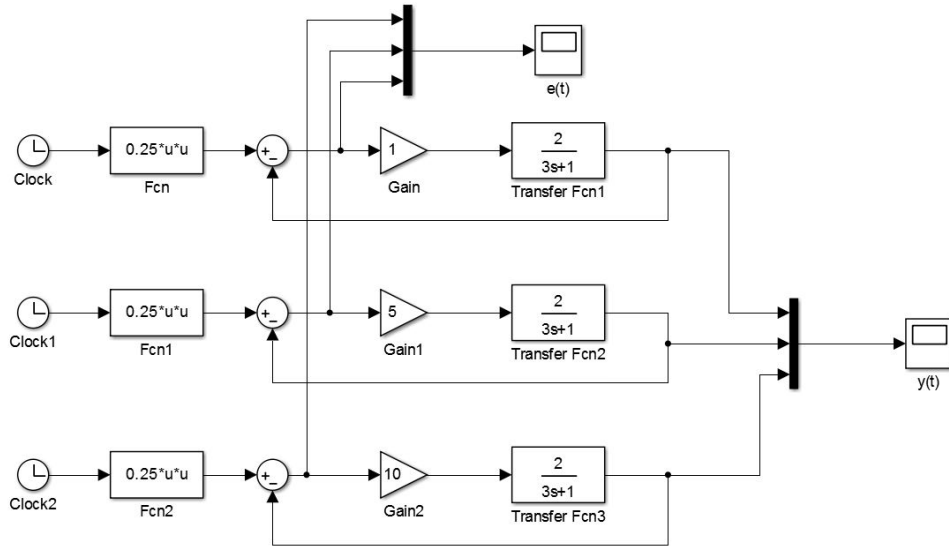 e(t)
Clock
0.25*u*u
Fcn
+
−
1
Gain
2
3s+1
Transfer Fcn1
Clock1
0.25*u*u
Fcn1
+
−
5
Gain1
2
3s+1
Transfer Fcn2
y(t)
Clock2
0.25*u*u
Fcn2
+
−
10
Gain2
2
3s+1
Transfer Fcn3